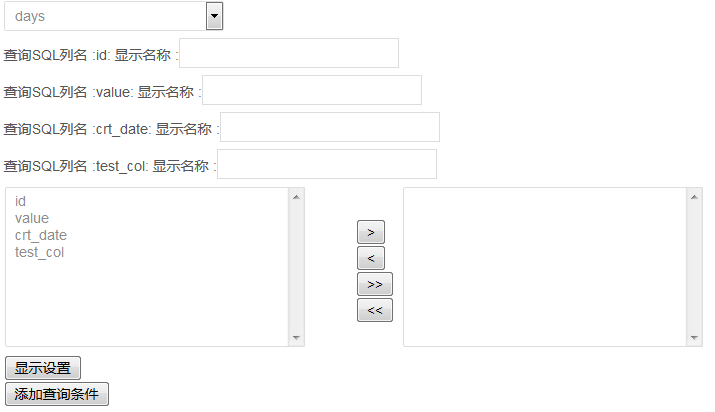 days
查询SQL列名 :id: 显示名称 :
查询SQL列名 :value: 显示名称 :
查询SQL列名 :crt_date: 显示名称 :
查询SQL列名 :test_col: 显示名称 :
id
value
crt_date
test_col
>
<
>>
<<
显示设置
添加查询条件